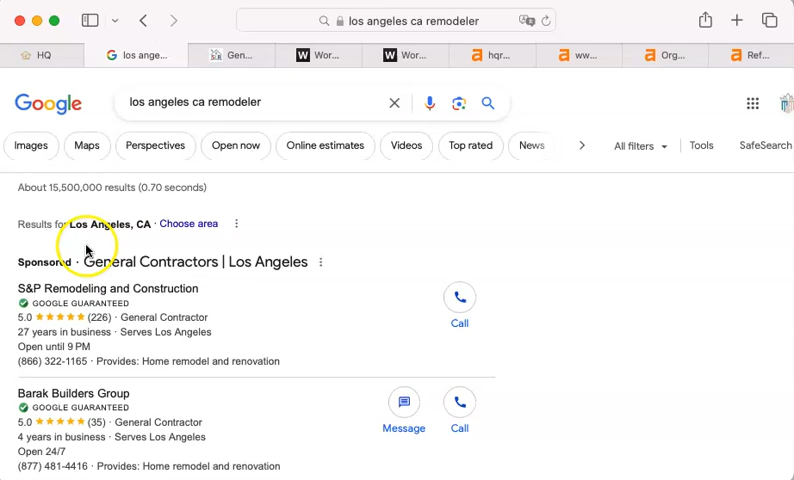 los angeles ca remodeler
HQ
los ange...
Gen...
Wor...
Wor...
hqr...
ww...
Org...
Ref...
Google
los angeles ca remodeler
Images
Maps
Perspectives
Open now
Online estimates
Videos
Top rated
News
All filters
Tools
SafeSearch
About 15,500,000 results (0.70 seconds)
Results for Los Angeles, CA · Choose area
Sponsored · General Contractors | Los Angeles
S&P Remodeling and Construction
GOOGLE GUARANTEED
5.0 ★★★★★ (226) · General Contractor
27 years in business · Serves Los Angeles
Open until 9 PM
(866) 322-1165 · Provides: Home remodel and renovation
Call
Barak Builders Group
GOOGLE GUARANTEED
5.0 ★★★★★ (35) · General Contractor
4 years in business · Serves Los Angeles
Open 24/7
(877) 481-4416 · Provides: Home remodel and renovation
Message
Call